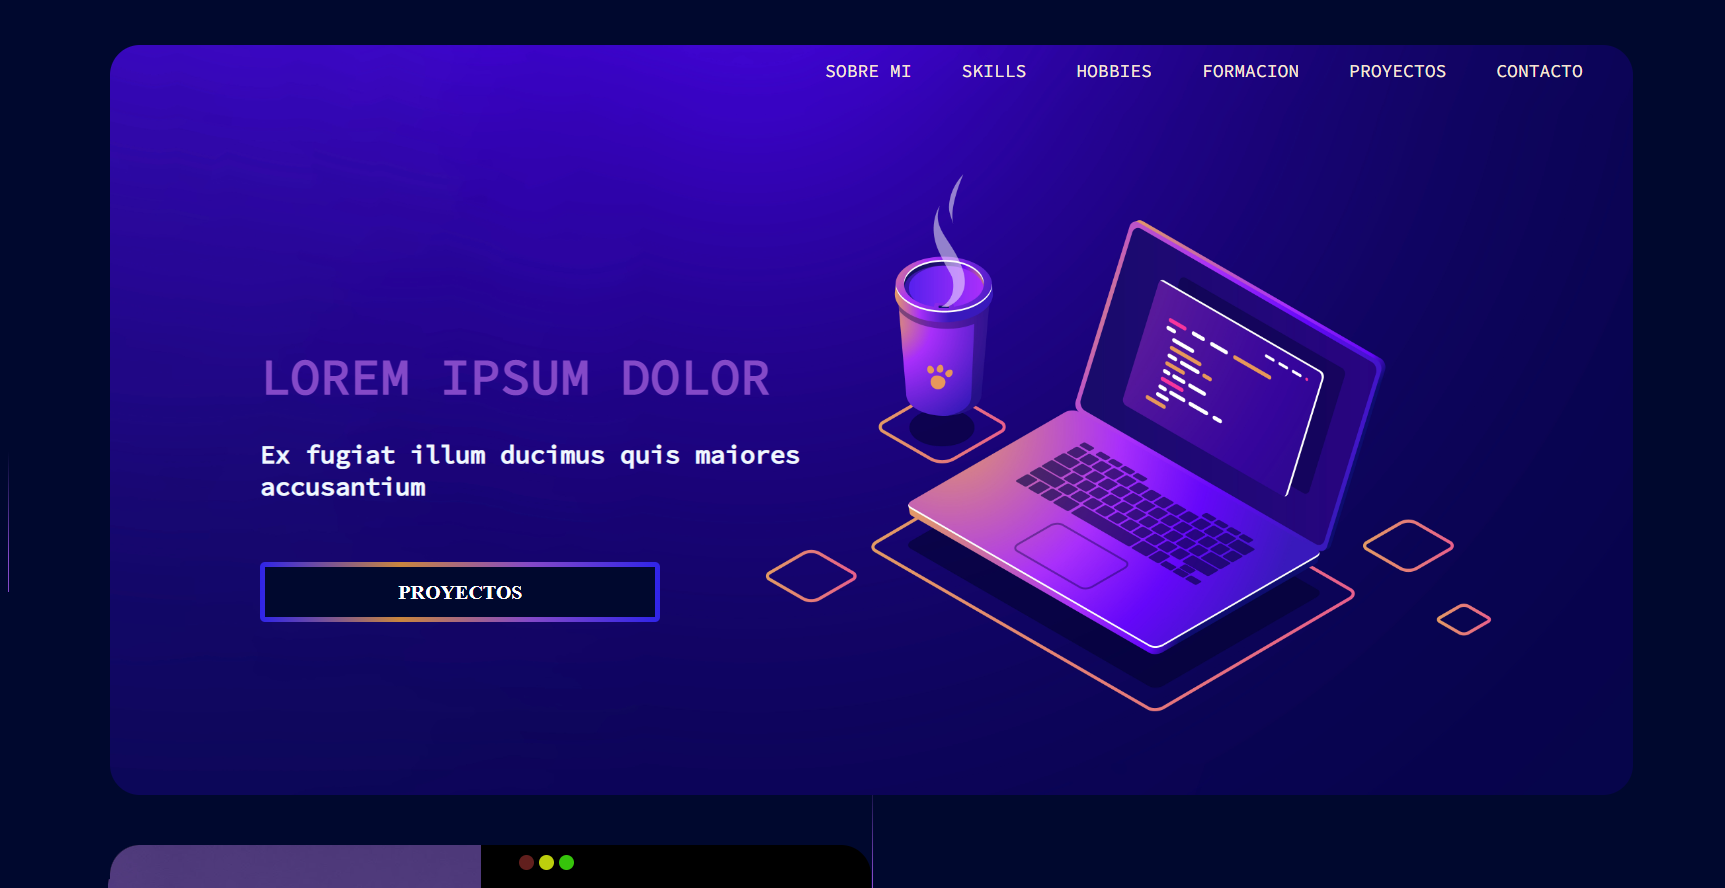 SOBRE MI SKILLS HOBBIES FORMACION PROYECTOS CONTACTO
LOREM IPSUM DOLOR
Ex fugiat illum ducimus quis maiores
accusantium
PROYECTOS